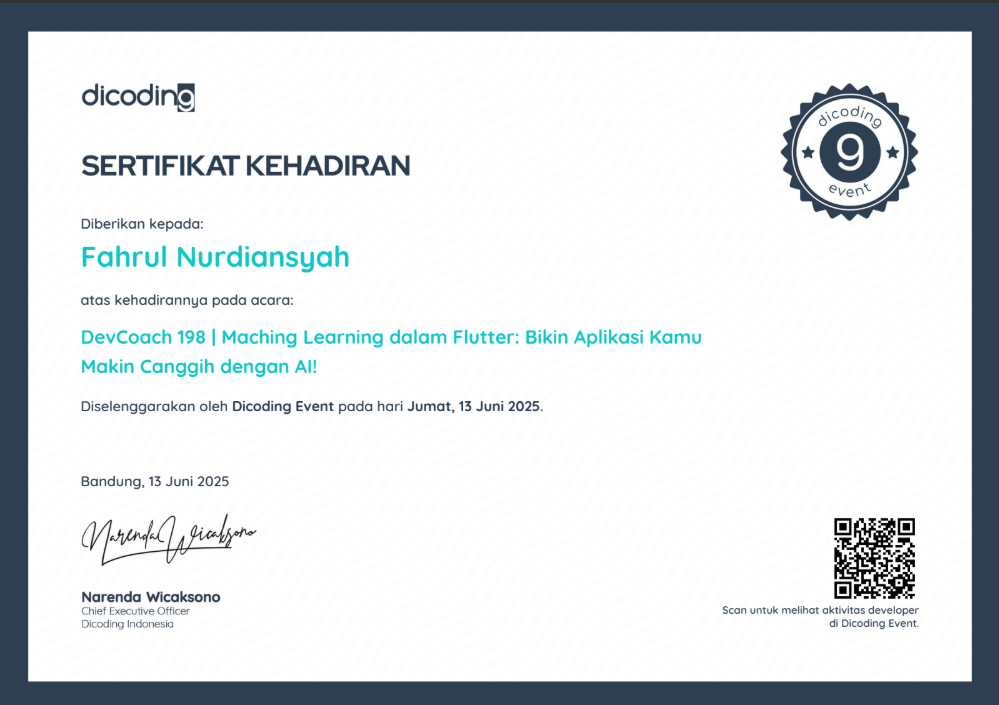 dicoding
SERTIFIKAT KEHADIRAN
dicoding
9
event
Diberikan kepada:
Fahrul Nurdiansyah
atas kehadirannya pada acara:
DevCoach 198 | Maching Learning dalam Flutter: Bikin Aplikasi Kamu
Makin Canggih dengan AI!
Diselenggarakan oleh Dicoding Event pada hari Jumat, 13 Juni 2025.
Bandung, 13 Juni 2025
Narenda Wicaksono
Narenda Wicaksono
Chief Executive Officer
Dicoding Indonesia
Scan untuk melihat aktivitas developer
di Dicoding Event.